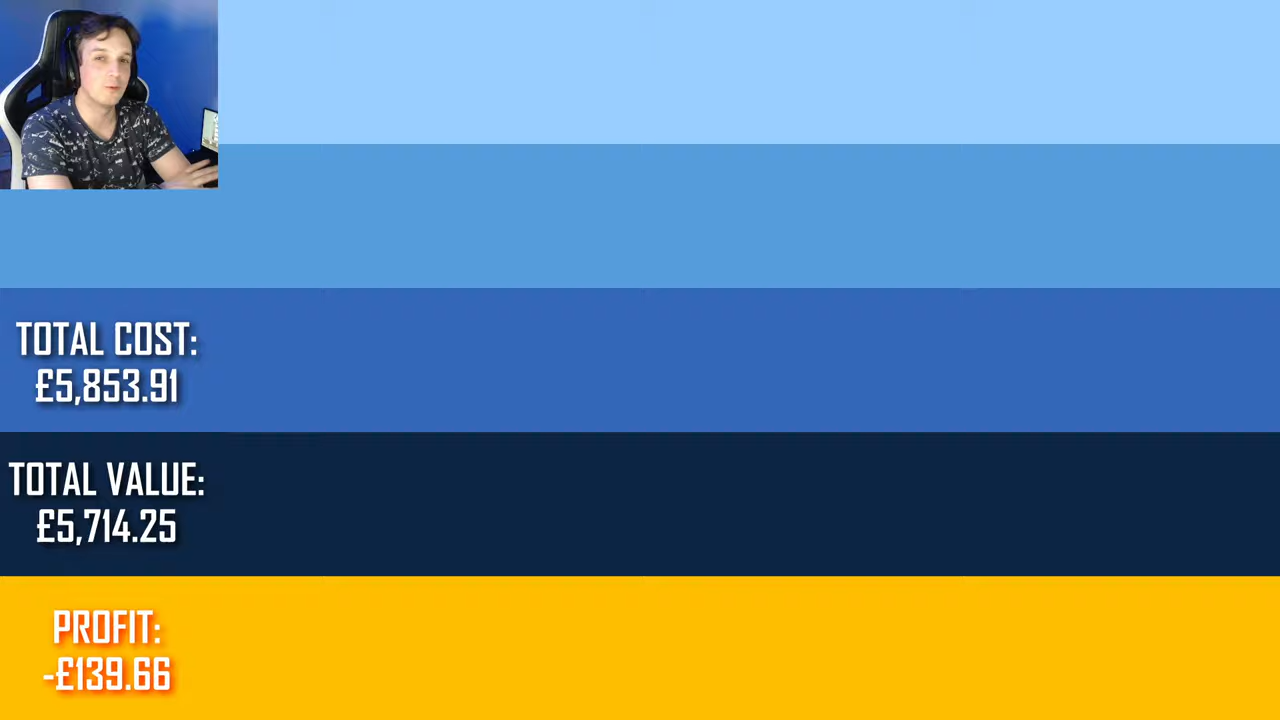 TOTAL COST:
£5,853.91
TOTAL VALUE:
£5,714.25
PROFIT:
-£139.66